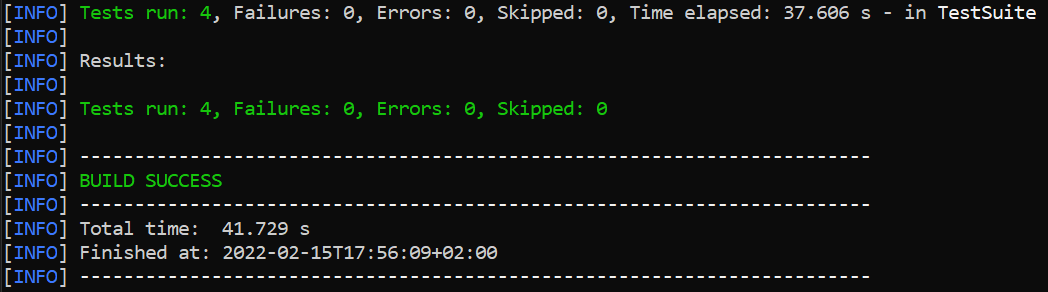 [INFO] Tests run: 4, Failures: 0, Errors: 0, Skipped: 0, Time elapsed: 37.606 s - in TestSuite
[INFO]
[INFO] Results:
[INFO]
[INFO] Tests run: 4, Failures: 0, Errors: 0, Skipped: 0
[INFO]
[INFO] ------------------------------------------------------------------------
[INFO] BUILD SUCCESS
[INFO] ------------------------------------------------------------------------
[INFO] Total time:  41.729 s
[INFO] Finished at: 2022-02-15T17:56:09+02:00
[INFO] ------------------------------------------------------------------------